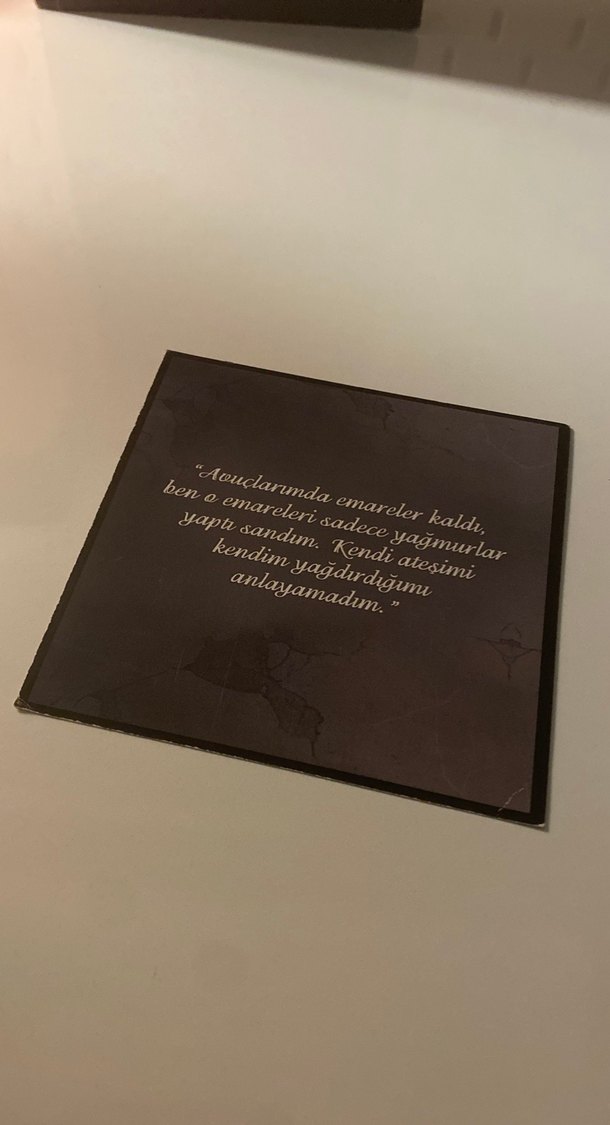 “Avuçlarımda emareler kaldı,
ben o emareleri sadece yağmurlar
yaptı sandım. Kendi ateşimi
kendim yağdırdığımı
anlayamadım.”